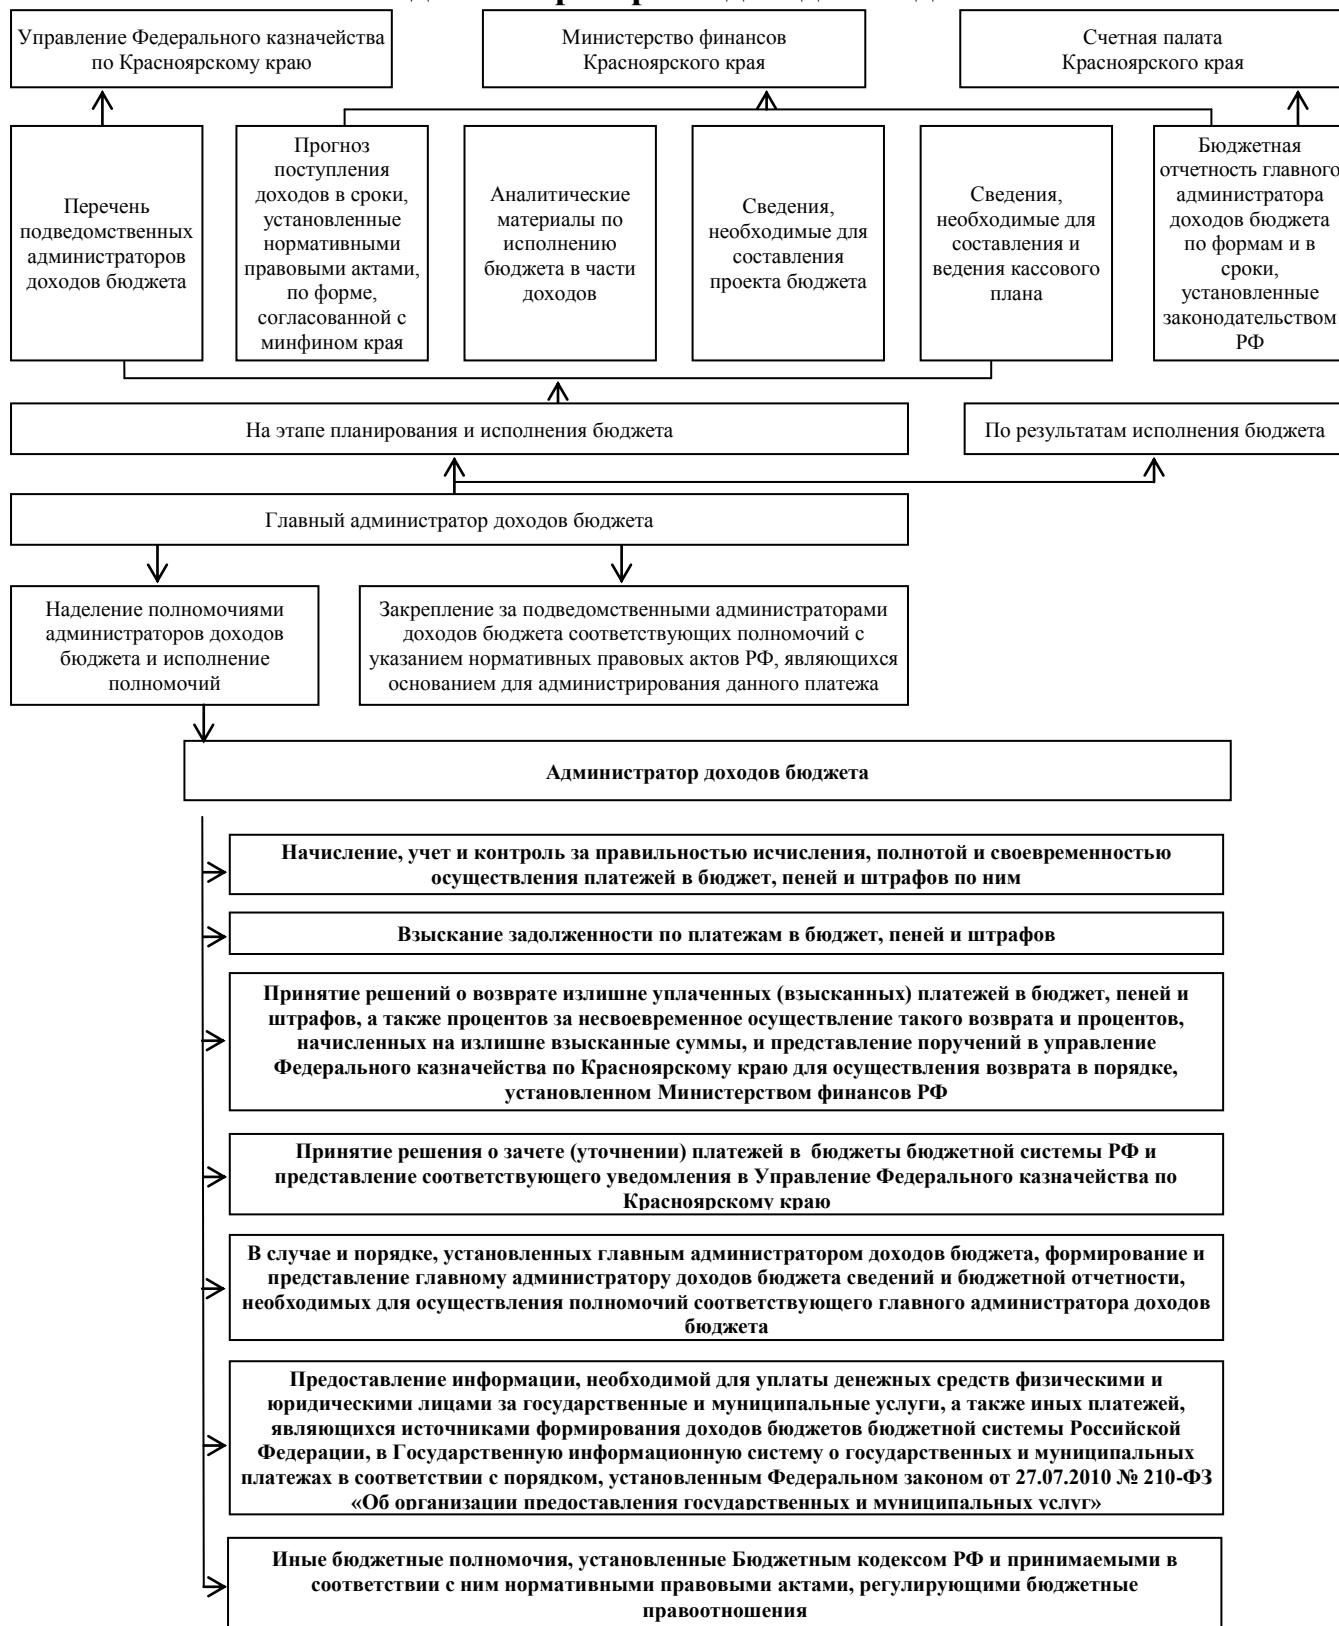 Управление Федерального казначейства
по Красноярскому краю
Министерство финансов
Красноярского края
Счетная палата
Красноярского края
Перечень
подведомственных
администраторов
доходов бюджета
Прогноз
поступления
доходов в сроки,
установленные
нормативными
правовыми актами,
по форме,
согласованной с
минфином края
Аналитические
материалы по
исполнению
бюджета в части
доходов
Сведения,
необходимые для
составления
проекта бюджета
Сведения,
необходимые для
составления и
ведения кассового
плана
Бюджетная
отчетность главного
администратора
доходов бюджета
по формам и в
сроки,
установленные
законодательством
РФ
На этапе планирования и исполнения бюджета
По результатам исполнения бюджета
Главный администратор доходов бюджета
Наделение полномочиями
администраторов доходов
бюджета и исполнение
полномочий
Закрепление за подведомственными администраторами
доходов бюджета соответствующих полномочий с
указанием нормативных правовых актов РФ, являющихся
основанием для администрирования данного платежа
Администратор доходов бюджета
Начисление, учет и контроль за правильностью исчисления, полнотой и своевременностью
осуществления платежей в бюджет, пеней и штрафов по ним
Взыскание задолженности по платежам в бюджет, пеней и штрафов
Принятие решений о возврате излишне уплаченных (взысканных) платежей в бюджет, пеней и
штрафов, а также процентов за несвоевременное осуществление такого возврата и процентов,
начисленных на излишне взысканные суммы, и представление поручений в управление
Федерального казначейства по Красноярскому краю для осуществления возврата в порядке,
установленном Министерством финансов РФ
Принятие решения о зачете (уточнении) платежей в бюджеты бюджетной системы РФ и
представление соответствующего уведомления в Управление Федерального казначейства по
Красноярскому краю
В случае и порядке, установленных главным администратором доходов бюджета, формирование и
представление главному администратору доходов бюджета сведений и бюджетной отчетности,
необходимых для осуществления полномочий соответствующего главного администратора доходов
бюджета
Предоставление информации, необходимой для уплаты денежных средств физическими и
юридическими лицами за государственные и муниципальные услуги, а также иных платежей,
являющихся источниками формирования доходов бюджетов бюджетной системы Российской
Федерации, в Государственную информационную систему о государственных и муниципальных
платежах в соответствии с порядком, установленным Федеральном законом от 27.07.2010 № 210-ФЗ
«Об организации предоставления государственных и муниципальных услуг»
Иные бюджетные полномочия, установленные Бюджетным кодексом РФ и принимаемыми в
соответствии с ним нормативными правовыми актами, регулирующими бюджетные
правоотношения